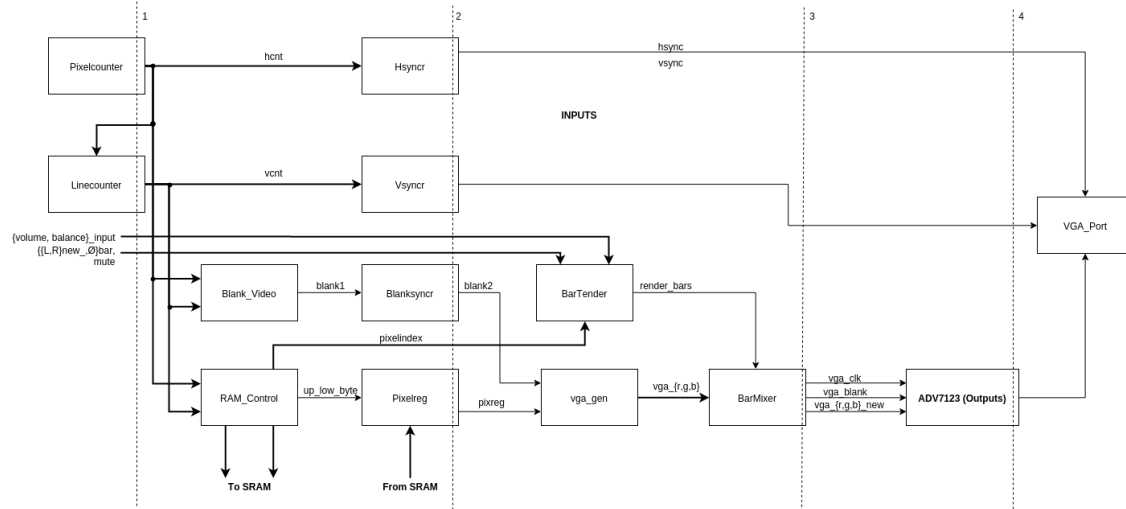 1
2
3
4
Pixelcounter
hcnt
Hsyncr
hsync
vsync
INPUTS
Linecounter
vcnt
Vsyncr
VGA_Port
{volume, balance}_input
{{L,R}new_,Ø}bar,
mute
Blank_Video
blank1
Blanksyncr
blank2
BarTender
render_bars
pixelindex
RAM_Control
up_low_byte
Pixelreg
pixreg
vga_gen
vga_{r,g,b}
BarMixer
vga_clk
vga_blank
vga_{r,g,b}_new
ADV7123 (Outputs)
To SRAM
From SRAM